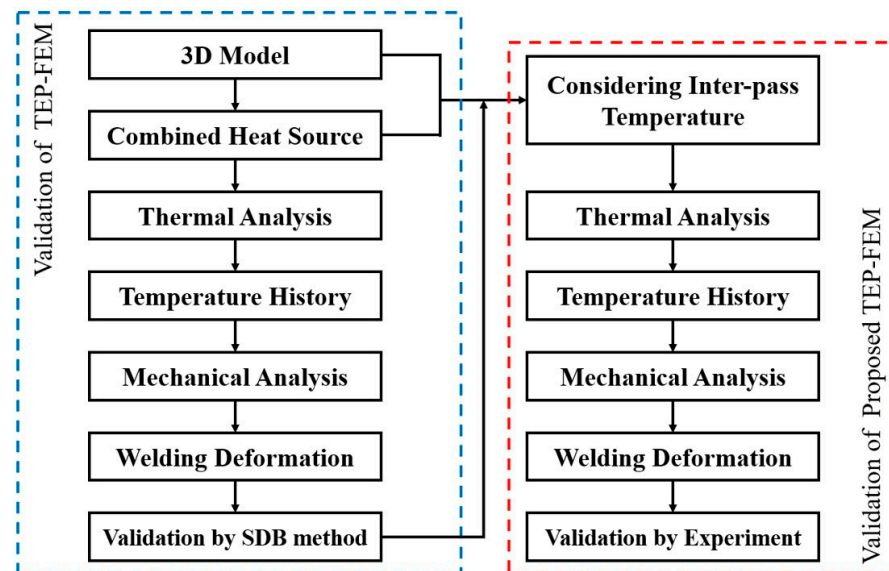 Validation of TEP-FEM
3D Model
Combined Heat Source
Thermal Analysis
Temperature History
Mechanical Analysis
Welding Deformation
Validation by SDB method
Considering Inter-pass
Temperature
Thermal Analysis
Temperature History
Mechanical Analysis
Welding Deformation
Validation by Experiment
Validation of Proposed TEP-FEM